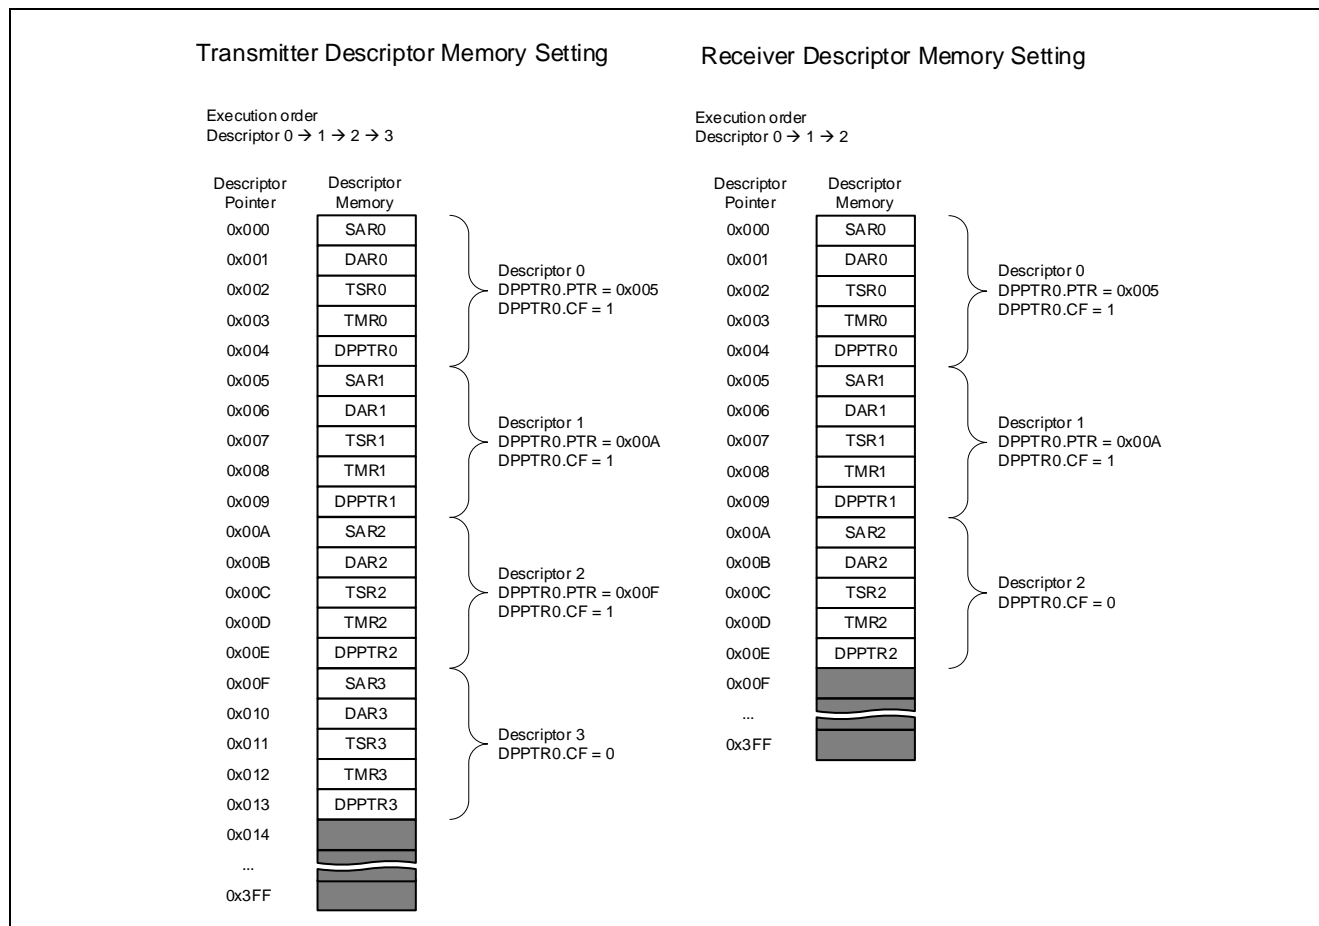 Transmitter Descriptor Memory Setting
Execution order
Descriptor 0 → 1 → 2 → 3
Descriptor Pointer
Descriptor Memory
0x000 SAR0
0x001 DAR0
0x002 TSR0
0x003 TMR0
0x004 DPPTR0
Descriptor 0
DPPTR0.PTR = 0x005
DPPTR0.CF = 1
0x005 SAR1
0x006 DAR1
0x007 TSR1
0x008 TMR1
0x009 DPPTR1
Descriptor 1
DPPTR0.PTR = 0x00A
DPPTR0.CF = 1
0x00A SAR2
0x00B DAR2
0x00C TSR2
0x00D TMR2
0x00E DPPTR2
Descriptor 2
DPPTR0.PTR = 0x00F
DPPTR0.CF = 1
0x00F SAR3
0x010 DAR3
0x011 TSR3
0x012 TMR3
0x013 DPPTR3
Descriptor 3
DPPTR0.CF = 0
0x014
...
0x3FF
Receiver Descriptor Memory Setting
Execution order
Descriptor 0 → 1 → 2
Descriptor Pointer
Descriptor Memory
0x000 SAR0
0x001 DAR0
0x002 TSR0
0x003 TMR0
0x004 DPPTR0
Descriptor 0
DPPTR0.PTR = 0x005
DPPTR0.CF = 1
0x005 SAR1
0x006 DAR1
0x007 TSR1
0x008 TMR1
0x009 DPPTR1
Descriptor 1
DPPTR0.PTR = 0x00A
DPPTR0.CF = 1
0x00A SAR2
0x00B DAR2
0x00C TSR2
0x00D TMR2
0x00E DPPTR2
Descriptor 2
DPPTR0.CF = 0
0x00F
...
0x3FF